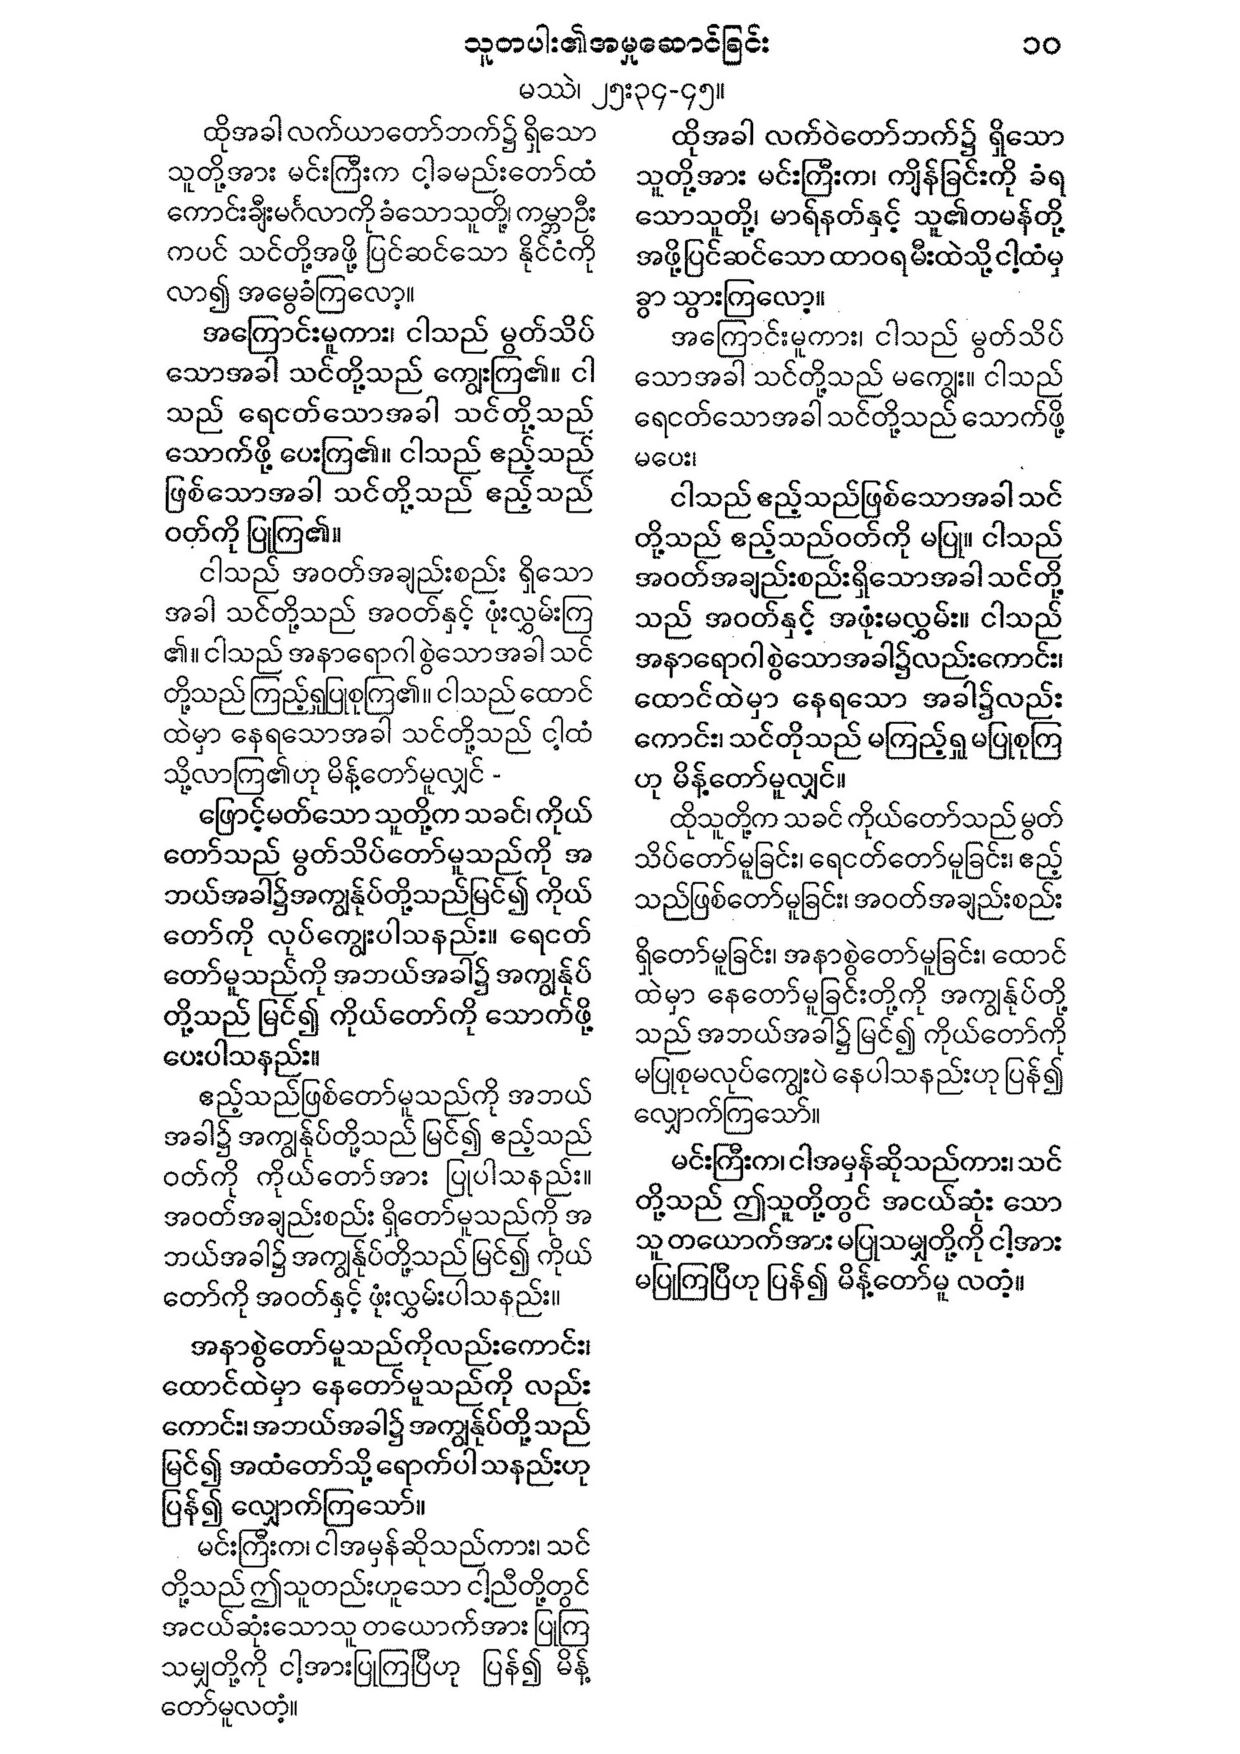 သူတပါး၏အမှုဆောင်ခြင်း ၁၀
မဿဲ၊ ၂၅း၃၄-၄၅။
ထိုအခါ လက်ယာတော်ဘက်၌ ရှိသော
သူတို့အား မင်းကြီးက ငါ့ခမည်းတော်ထံ
ကောင်းချီးမင်္ဂလာကို ခံသောသူတို့၊ ကမ္ဘာဦး
ကပင် သင်တို့အဖို့ ပြင်ဆင်သော နိုင်ငံကို
လာ၍ အမွေခံကြလော့။
အကြောင်းမူကား၊ ငါသည် မွတ်သိပ်
သောအခါ သင်တို့သည် ကျွေးကြ၏။ ငါ
သည် ရေငတ်သောအခါ သင်တို့သည်
သောက်ဖို့ ပေးကြ၏။ ငါသည် ဧည့်သည်
ဖြစ်သောအခါ သင်တို့သည် ဧည့်သည်
ဝတ်ကို ပြုကြ၏။
ငါသည် အဝတ်အချည်းစည်း ရှိသော
အခါ သင်တို့သည် အဝတ်နှင့် ဖုံးလွှမ်းကြ
၏။ ငါသည် အနာရောဂါစွဲသောအခါ သင်
တို့သည် ကြည့်ရှုပြုစုကြ၏။ ငါသည် ထောင်
ထဲမှာ နေရသောအခါ သင်တို့သည် ငါ့ထံ
သို့လာကြ၏ဟု မိန့်တော်မူလျှင် -
ဖြောင့်မတ်သော သူတို့က သခင်၊ ကိုယ်
တော်သည် မွတ်သိပ်တော်မူသည်ကို အ
ဘယ်အခါ၌အကျွန်ုပ်တို့သည်မြင်၍ ကိုယ်
တော်ကို လုပ်ကျွေးပါသနည်း။ ရေငတ်
တော်မူသည်ကို အဘယ်အခါ၌ အကျွန်ုပ်
တို့သည် မြင်၍ ကိုယ်တော်ကို သောက်ဖို့
ပေးပါသနည်း။
ဧည့်သည်ဖြစ်တော်မူသည်ကို အဘယ်
အခါ၌ အကျွန်ုပ်တို့သည် မြင်၍ ဧည့်သည်
ဝတ်ကို ကိုယ်တော်အား ပြုပါသနည်း။
အဝတ်အချည်းစည်း ရှိတော်မူသည်ကို အ
ဘယ်အခါ၌ အကျွန်ုပ်တို့သည် မြင်၍ ကိုယ်
တော်ကို အဝတ်နှင့် ဖုံးလွှမ်းပါသနည်း။
အနာစွဲတော်မူသည်ကိုလည်းကောင်း၊
ထောင်ထဲမှာ နေတော်မူသည်ကို လည်း
ကောင်း၊ အဘယ်အခါ၌ အကျွန်ုပ်တို့သည်
မြင်၍ အထံတော်သို့ ရောက်ပါ သနည်းဟု
ပြန်၍ လျှောက်ကြသော်။
မင်းကြီးက၊ ငါအမှန်ဆိုသည်ကား၊ သင်
တို့သည် ဤသူတည်းဟူသော ငါ့ညီတို့တွင်
အငယ်ဆုံးသောသူ တယောက်အား ပြုကြ
သမျှတို့ကို ငါ့အားပြုကြပြီဟု ပြန်၍ မိန့်
တော်မူလတံ့။
ထိုအခါ လက်ဝဲတော်ဘက်၌ ရှိသော
သူတို့အား မင်းကြီးက၊ ကျိန်ခြင်းကို ခံရ
သောသူတို့၊ မာရ်နတ်နှင့် သူ၏တမန်တို့
အဖို့ပြင်ဆင်သော ထာဝရမီးထဲသို့ ငါ့ထံမှ
ခွာ သွားကြလော့။
အကြောင်းမူကား၊ ငါသည် မွတ်သိပ်
သောအခါ သင်တို့သည် မကျွေး။ ငါသည်
ရေငတ်သောအခါ သင်တို့သည် သောက်ဖို့
မပေး၊
ငါသည် ဧည့်သည်ဖြစ်သောအခါ သင်
တို့သည် ဧည့်သည်ဝတ်ကို မပြု။ ငါသည်
အဝတ်အချည်းစည်းရှိသောအခါ သင်တို့
သည် အဝတ်နှင့် အဖုံးမလွှမ်း။ ငါသည်
အနာရောဂါစွဲသောအခါ၌လည်းကောင်း၊
ထောင်ထဲမှာ နေရသော အခါ၌လည်း
ကောင်း၊ သင်တိုသည် မကြည့်ရှု မပြုစုကြ
ဟု မိန့်တော်မူလျှင်။
ထိုသူတို့က သခင် ကိုယ်တော်သည် မွတ်
သိပ်တော်မူခြင်း၊ ရေငတ်တော်မူခြင်း၊ ဧည့်
သည်ဖြစ်တော်မူခြင်း၊ အဝတ်အချည်းစည်း
ရှိတော်မူခြင်း၊ အနာစွဲတော်မူခြင်း၊ ထောင်
ထဲမှာ နေတော်မူခြင်းတို့ကို အကျွန်ုပ်တို့
သည် အဘယ်အခါ၌ မြင်၍ ကိုယ်တော်ကို
မပြုစုမလုပ်ကျွေးပဲ နေပါသနည်းဟု ပြန်၍
လျှောက်ကြသော်။
မင်းကြီးက၊ ငါအမှန်ဆိုသည်ကား၊ သင်
တို့သည် ဤသူတို့တွင် အငယ်ဆုံး သော
သူ တယောက်အား မပြုသမျှတို့ကို ငါ့အား
မပြုကြပြီဟု ပြန်၍ မိန့်တော်မူ လတံ့။